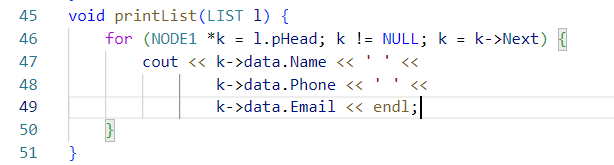 45 void printList(LIST l) {
46 for (NODE1 *k = l.pHead; k != NULL; k = k->Next) {
47 cout << k->data.Name << ' ' <<
48 k->data.Phone << ' ' <<
49 k->data.Email << endl;
50 }
51 }